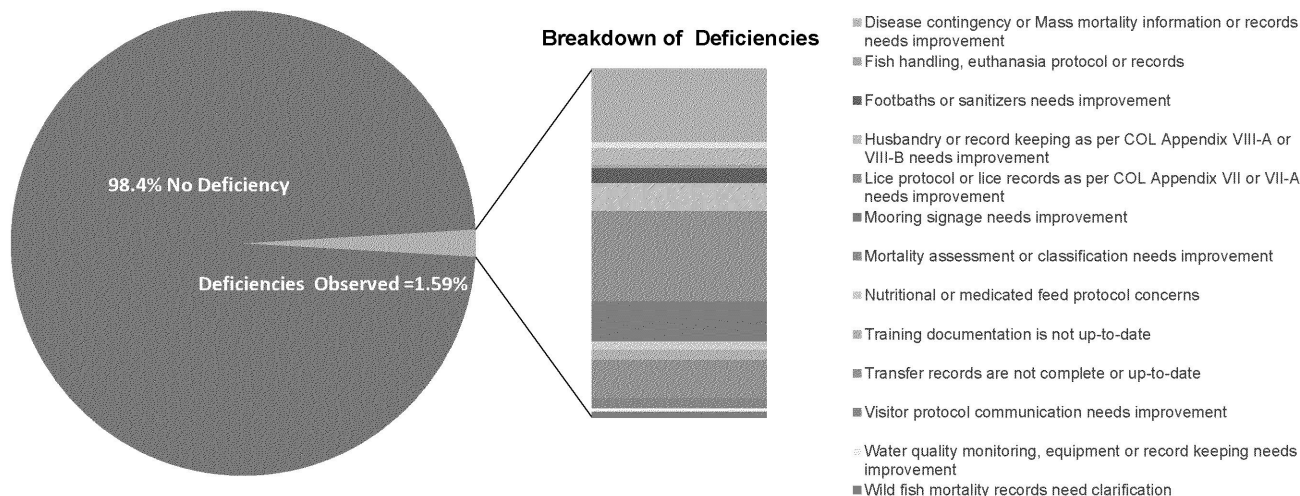 98.4% No Deficiency
Deficiencies Observed =1.59%
Breakdown of Deficiencies
Disease contingency or Mass mortality information or records
needs improvement
Fish handling, euthanasia protocol or records
Footbaths or sanitizers needs improvement
Husbandry or record keeping as per COL Appendix VIII-A or
VIII-B needs improvement
Lice protocol or lice records as per COL Appendix VII or VII-A
needs improvement
Mooring signage needs improvement
Mortality assessment or classification needs improvement
Nutritional or medicated feed protocol concerns
Training documentation is not up-to-date
Transfer records are not complete or up-to-date
Visitor protocol communication needs improvement
Water quality monitoring, equipment or record keeping needs
improvement
Wild fish mortality records need clarification